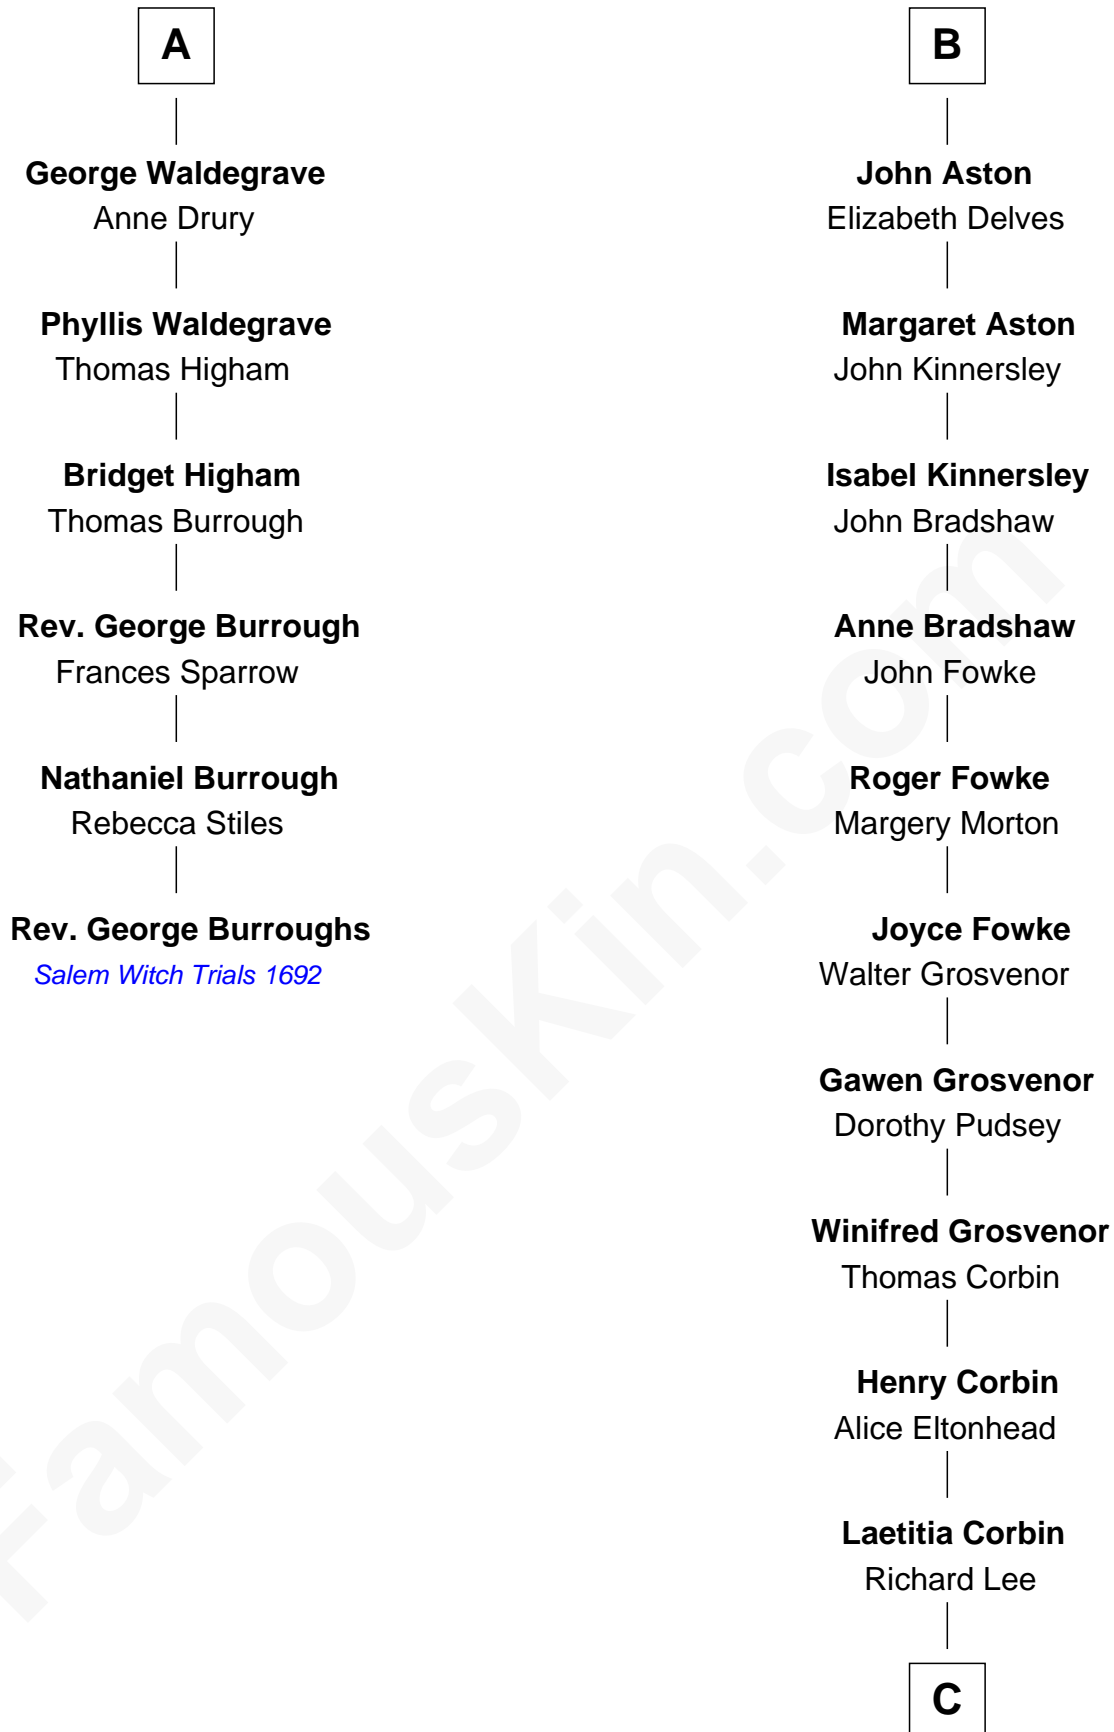 A
George Waldegrave
Anne Drury
Phyllis Waldegrave
Thomas Higham
Bridget Higham
Thomas Burrough
Rev. George Burrough
Frances Sparrow
Nathaniel Burrough
Rebecca Stiles
Rev. George Burroughs
Salem Witch Trials 1692
B
John Aston
Elizabeth Delves
Margaret Aston
John Kinnersley
Isabel Kinnersley
John Bradshaw
Anne Bradshaw
John Fowke
Roger Fowke
Margery Morton
Joyce Fowke
Walter Grosvenor
Gawen Grosvenor
Dorothy Pudsey
Winifred Grosvenor
Thomas Corbin
Henry Corbin
Alice Eltonhead
Laetitia Corbin
Richard Lee
C
FamousKin.com